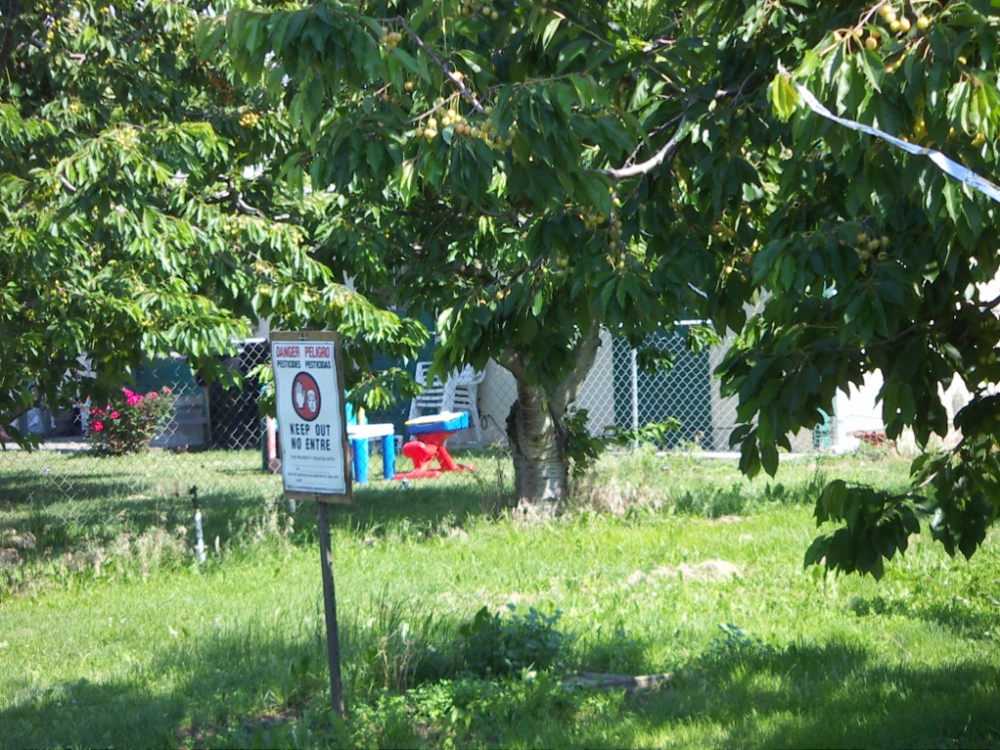 DANGER PELIGRO
PESTICIDES PESTICIDAS
KEEP OUT
NO ENTRE